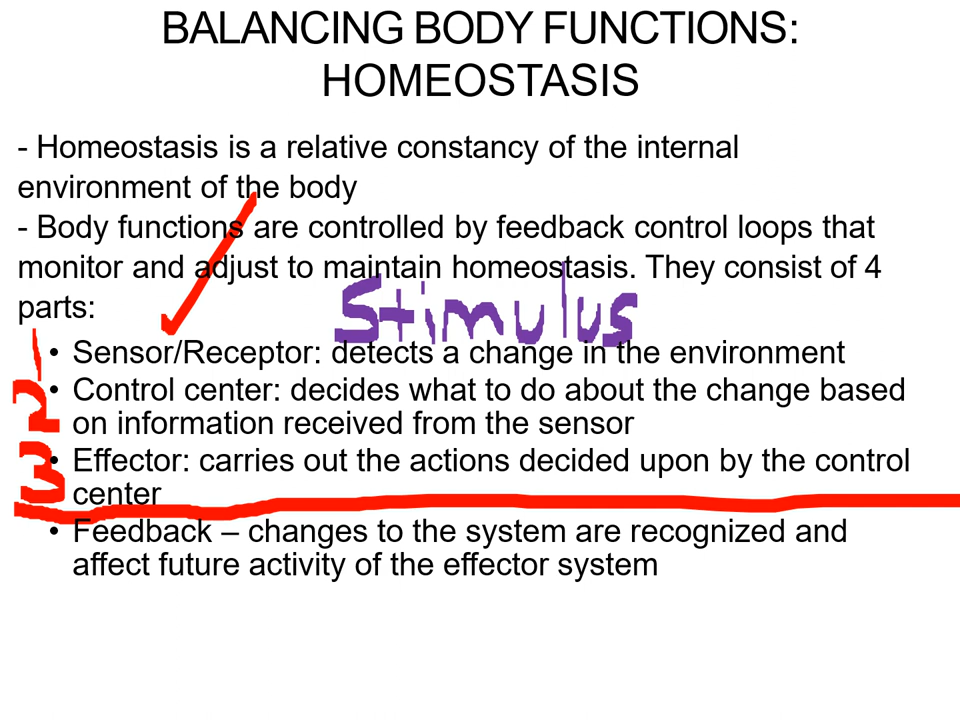 BALANCING BODY FUNCTIONS:
HOMEOSTASIS
- Homeostasis is a relative constancy of the internal
environment of the body
- Body functions are controlled by feedback control loops that
monitor and adjust to maintain homeostasis. They consist of 4
parts:
Stimulus
1 • Sensor/Receptor: detects a change in the environment
2 • Control center: decides what to do about the change based
on information received from the sensor
3 • Effector: carries out the actions decided upon by the control
center
• Feedback – changes to the system are recognized and
affect future activity of the effector system